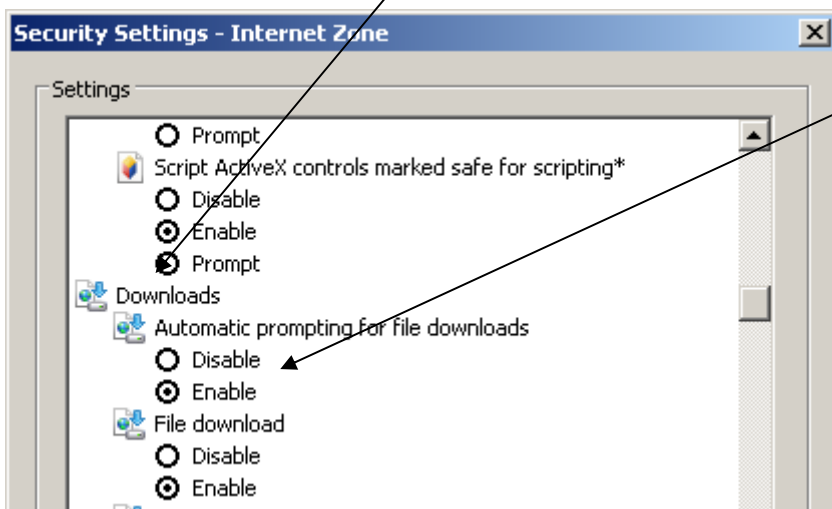 Security Settings - Internet Zone
Settings
Prompt
Script ActiveX controls marked safe for scripting*
Disable
Enable
Prompt
Downloads
Automatic prompting for file downloads
Disable
Enable
File download
Disable
Enable